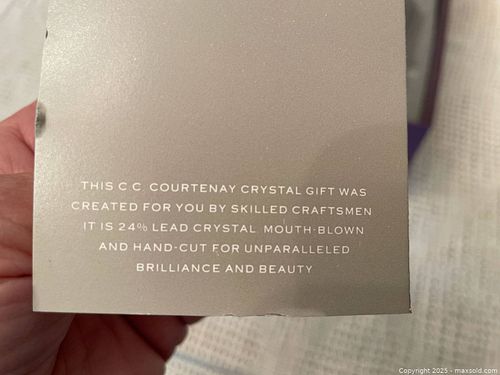 THIS C.C. COURTENAY CRYSTAL GIFT WAS
CREATED FOR YOU BY SKILLED CRAFTSMEN
IT IS 24% LEAD CRYSTAL. MOUTH-BLOWN
AND HAND-CUT FOR UNPARALLELED
BRILLIANCE AND BEAUTY
Copyright 2025 - maxsold.com